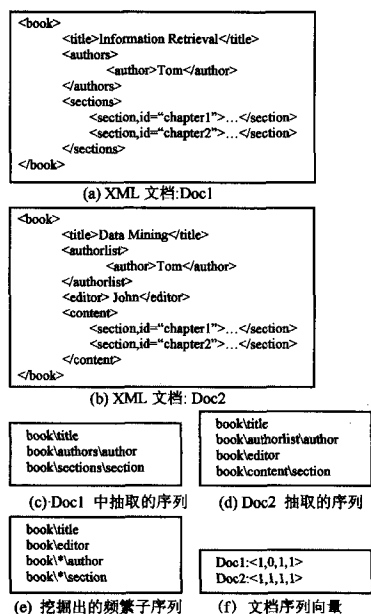 <book>
<title>Information Retrieval</title>
<authors>
<author>Tom</author>
</authors>
<sections>
<section,id="chapter1">…</section>
<section,id="chapter2">…</section>
</sections>
</book>
(a) XML 文档:Doc1
<book>
<title>Data Mining</title>
<authorlist>
<author>Tom</author>
</authorlist>
<editor> John</editor>
<content>
<section,id="chapter1">…</section>
<section,id="chapter2">…</section>
</content>
</book>
(b) XML 文档: Doc2
book\title
book\authors\author
book\sections\section
(c) Doc1 中抽取的序列
book\title
book\authorlist\author
book\editor
book\content\section
(d) Doc2 抽取的序列
book\title
book\editor
book\*\author
book\*\section
(e) 挖掘出的频繁子序列
Doc1:<1,0,1,1>
Doc2:<1,1,1,1>
(f) 文档序列向量